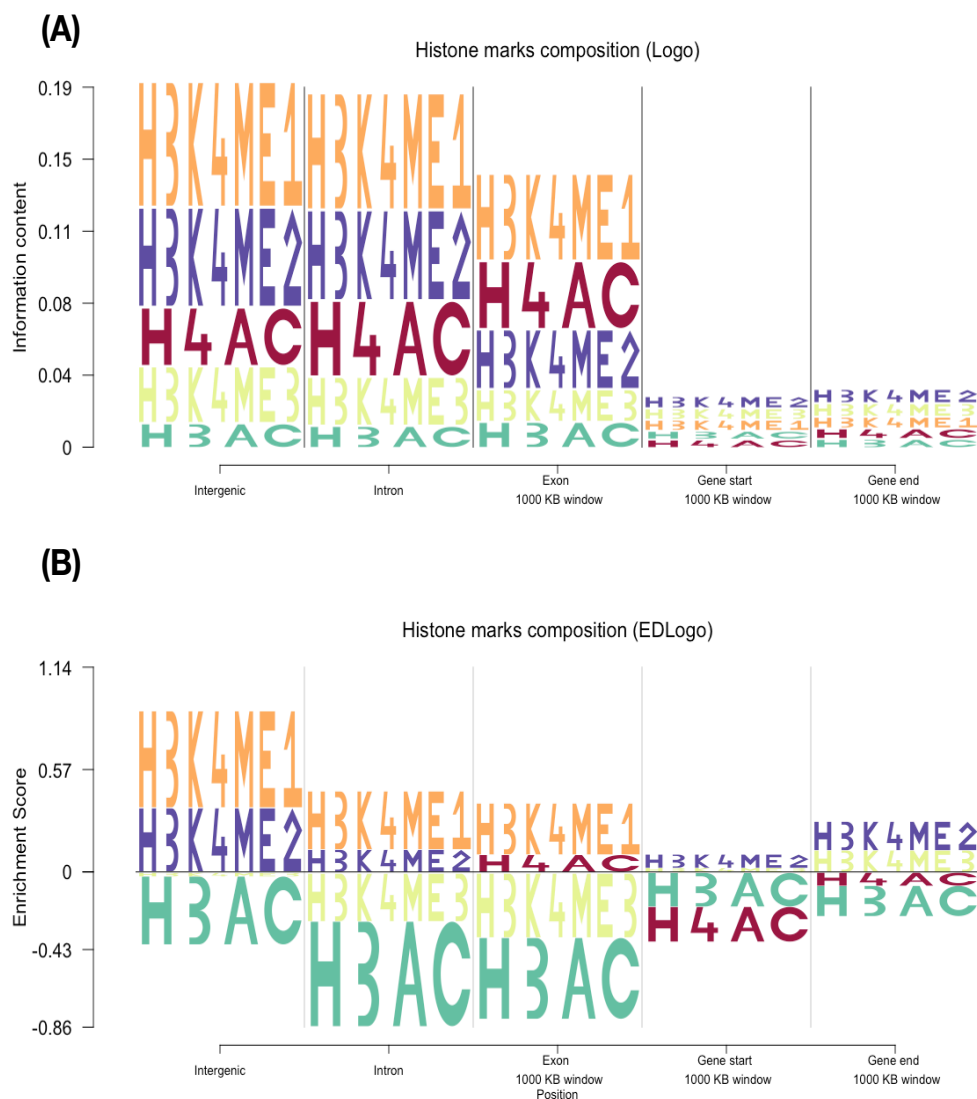 (A)
Histone marks composition (Logo)
Information content
0.19
0.15
0.11
0.08
0.04
0
H3K4ME1
H3K4ME2
H4AC
H3K4ME3
H3AC
H3K4ME1
H3K4ME2
H4AC
H3K4ME3
H3AC
H3K4ME1
H4AC
H3K4ME2
H3K4ME3
H3AC
H3K4ME2
H3K4ME3
H3K4ME1
H3AC
H4AC
H3K4ME2
H3K4ME3
H3K4ME1
H4AC
H3AC
Intergenic
Intron
Exon
1000 KB window
Gene start
1000 KB window
Gene end
1000 KB window
(B)
Histone marks composition (EDLogo)
Enrichment Score
1.14
0.57
0
-0.43
-0.86
H3K4ME1
H3K4ME2
H3AC
H3K4ME1
H3K4ME2
H3K4ME3
H3AC
H3K4ME1
H4AC
H3K4ME3
H3AC
H3K4ME2
H3AC
H4AC
H3K4ME2
H3K4ME3
H4AC
H3AC
Intergenic
Intron
Exon
1000 KB window
Gene start
1000 KB window
Gene end
1000 KB window
Position